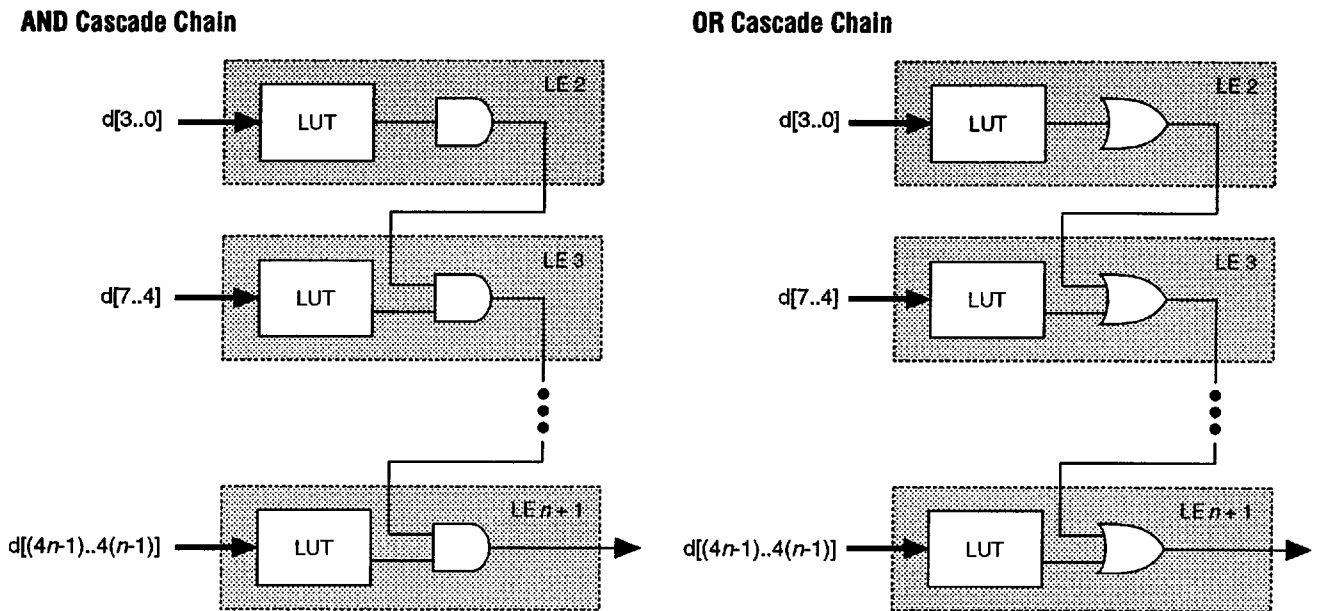 AND Cascade Chain
LE 2
d[3..0]
LUT
LE 3
d[7..4]
LUT
LE n + 1
d[(4n-1)..4(n-1)]
LUT
OR Cascade Chain
LE 2
d[3..0]
LUT
LE 3
d[7..4]
LUT
LE n + 1
d[(4n-1)..4(n-1)]
LUT